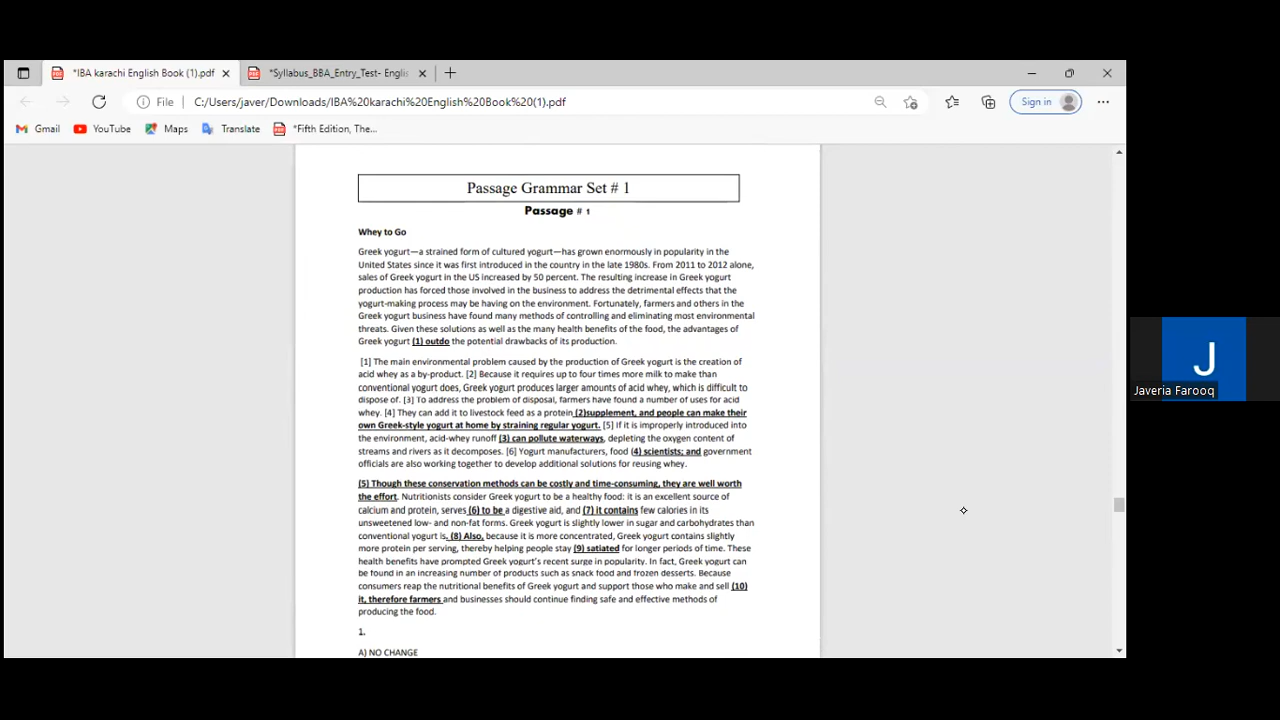 *IBA karachi English Book (1).pdf
*Syllabus_BBA_Entry_Test- Englis
File
C:/Users/javer/Downloads/IBA%20karachi%20English%20Book%20(1).pdf
Sign in
Gmail
YouTube
Maps
Translate
*Fifth Edition, The...
Passage Grammar Set # 1
Passage # 1
Whey to Go
Greek yogurt—a strained form of cultured yogurt—has grown enormously in popularity in the
United States since it was first introduced in the country in the late 1980s. From 2011 to 2012 alone,
sales of Greek yogurt in the US increased by 50 percent. The resulting increase in Greek yogurt
production has forced those involved in the business to address the detrimental effects that the
yogurt-making process may be having on the environment. Fortunately, farmers and others in the
Greek yogurt business have found many methods of controlling and eliminating most environmental
threats. Given these solutions as well as the many health benefits of the food, the advantages of
Greek yogurt (1) outdo the potential drawbacks of its production.
[1] The main environmental problem caused by the production of Greek yogurt is the creation of
acid whey as a by-product. [2] Because it requires up to four times more milk to make than
conventional yogurt does, Greek yogurt produces larger amounts of acid whey, which is difficult to
dispose of. [3] To address the problem of disposal, farmers have found a number of uses for acid
whey. [4] They can add it to livestock feed as a protein (2)supplement, and people can make their
own Greek-style yogurt at home by straining regular yogurt. [5] If it is improperly introduced into
the environment, acid-whey runoff (3) can pollute waterways, depleting the oxygen content of
streams and rivers as it decomposes. [6] Yogurt manufacturers, food (4) scientists; and government
officials are also working together to develop additional solutions for reusing whey.
(5) Though these conservation methods can be costly and time-consuming, they are well worth
the effort. Nutritionists consider Greek yogurt to be a healthy food: it is an excellent source of
calcium and protein, serves (6) to be a digestive aid, and (7) it contains few calories in its
unsweetened low- and non-fat forms. Greek yogurt is slightly lower in sugar and carbohydrates than
conventional yogurt is. (8) Also, because it is more concentrated, Greek yogurt contains slightly
more protein per serving, thereby helping people stay (9) satiated for longer periods of time. These
health benefits have prompted Greek yogurt's recent surge in popularity. In fact, Greek yogurt can
be found in an increasing number of products such as snack food and frozen desserts. Because
consumers reap the nutritional benefits of Greek yogurt and support those who make and sell (10)
it, therefore farmers and businesses should continue finding safe and effective methods of
producing the food.
1.
A) NO CHANGE
J
Javeria Farooq